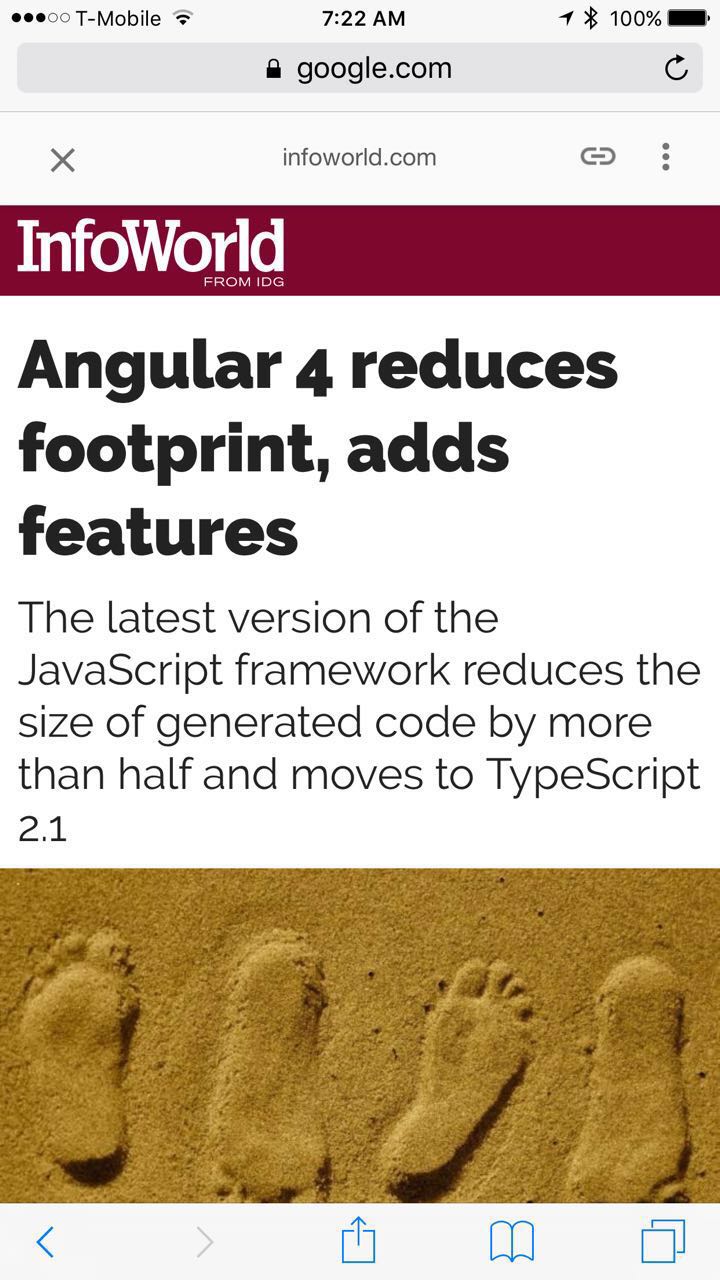 T-Mobile 7:22 AM 100%
google.com
infoworld.com
InfoWorld
FROM IDG
Angular 4 reduces
footprint, adds
features
The latest version of the
JavaScript framework reduces the
size of generated code by more
than half and moves to TypeScript
2.1